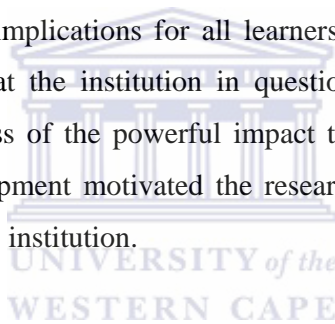 implications for all learners
at the institution in questio
ss of the powerful impact t
opment motivated the resear
institution.
UNIVERSITY of the
WESTERN CAPE